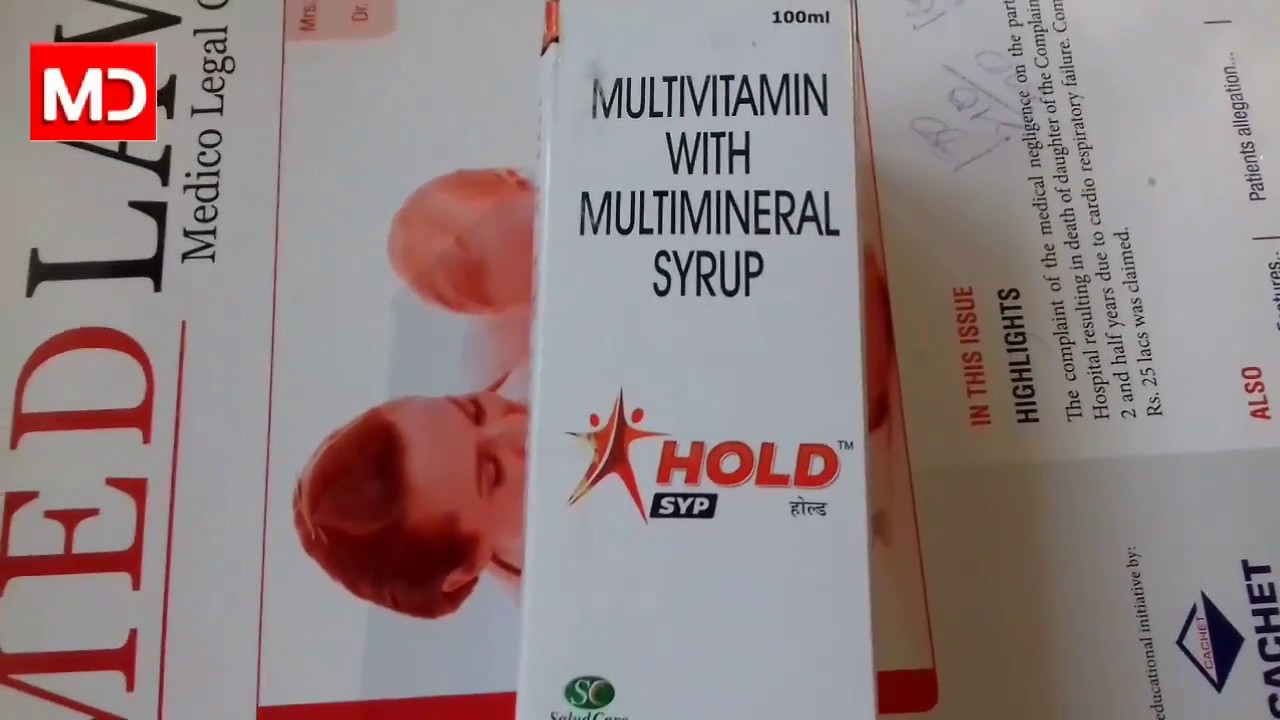 MD
MED LAW
Medico Legal
Mrs.
Dr.
100ml
MULTIVITAMIN
WITH
MULTIMINERAL
SYRUP
HOLD™
SYP
होल्ड
SC
IN THIS ISSUE
HIGHLIGHTS
The complaint of the medical negligence on the part
Hospital resulting in death of daughter of the Complain
2 and half years due to cardio respiratory failure. Com
Rs. 25 lacs was claimed.
Patients allegation...
ALSO
educational initiative by:
CACHET
CACHET